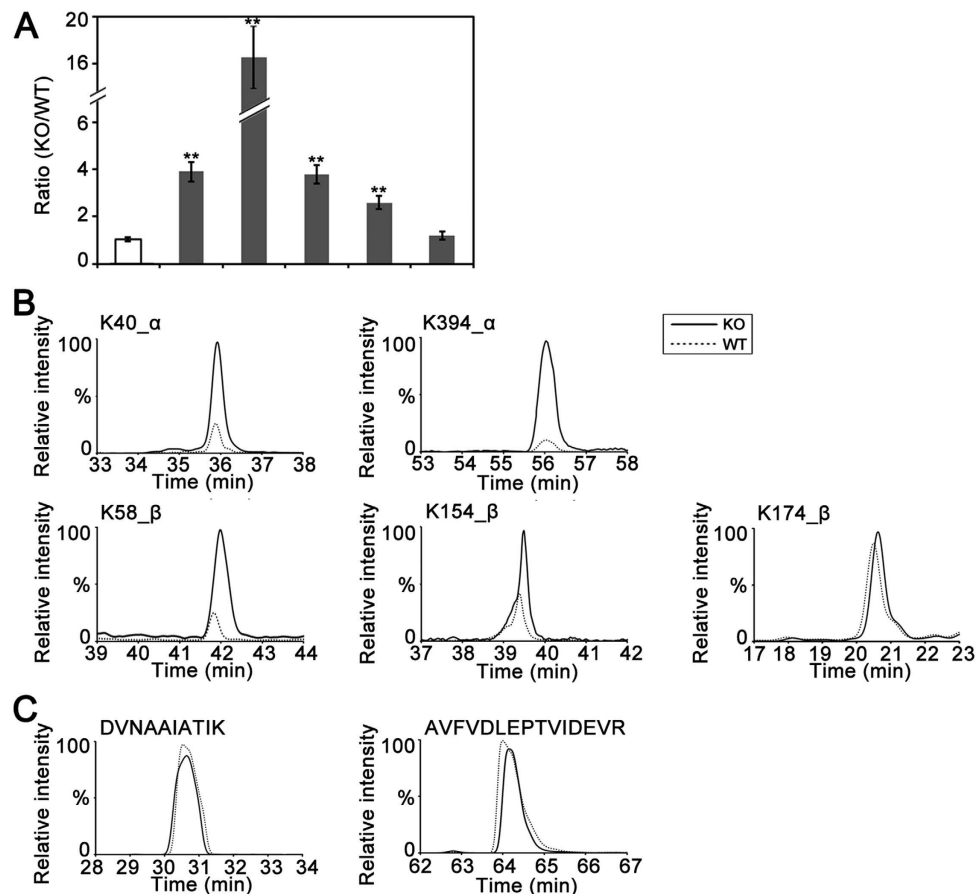 A
Ratio (KO/WT)
20
16
6
4
2
0
**
**
**
**
B
K40_α
Relative intensity
100
%
0
33 34 35 36 37 38
Time (min)
K394_α
Relative intensity
100
%
0
53 54 55 56 57 58
Time (min)
KO
WT
K58_β
Relative intensity
100
%
0
39 40 41 42 43 44
Time (min)
K154_β
Relative intensity
100
%
0
37 38 39 40 41 42
Time (min)
K174_β
Relative intensity
100
%
0
17 18 19 20 21 22 23
Time (min)
C
DVNAAIATIK
Relative intensity
100
%
0
28 29 30 31 32 33 34
Time (min)
AVFVDLEPTVIDEVR
Relative intensity
100
%
0
62 63 64 65 66 67
Time (min)